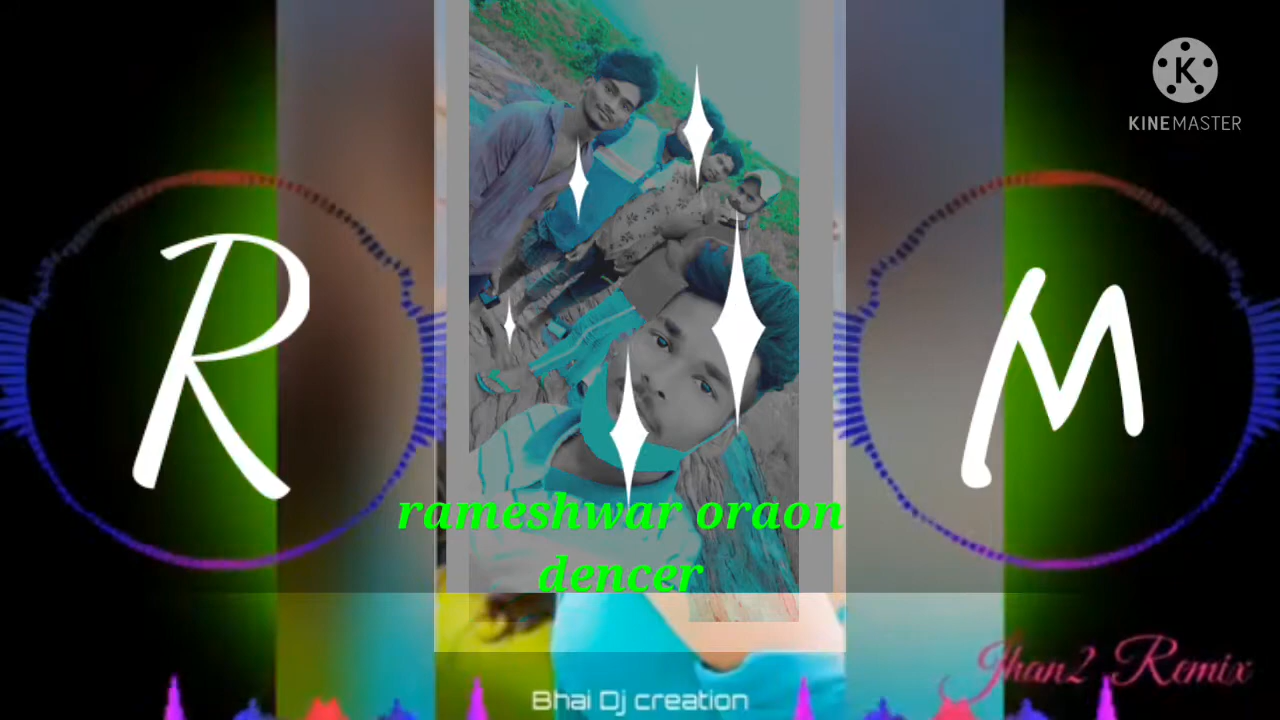 K
KINEMASTER
R
M
rameshwar oraon
dencer
Jhan2 Remix
Bhai Dj creation